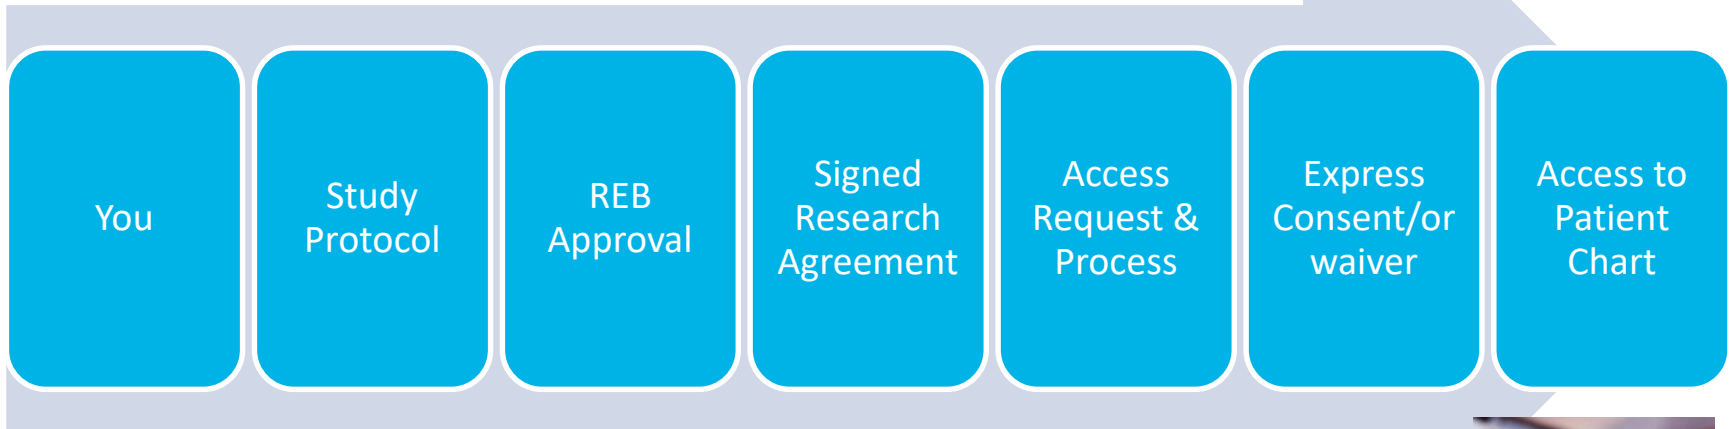 You
Study
Protocol
REB
Approval
Signed
Research
Agreement
Access
Request &
Process
Express
Consent/or
waiver
Access to
Patient
Chart